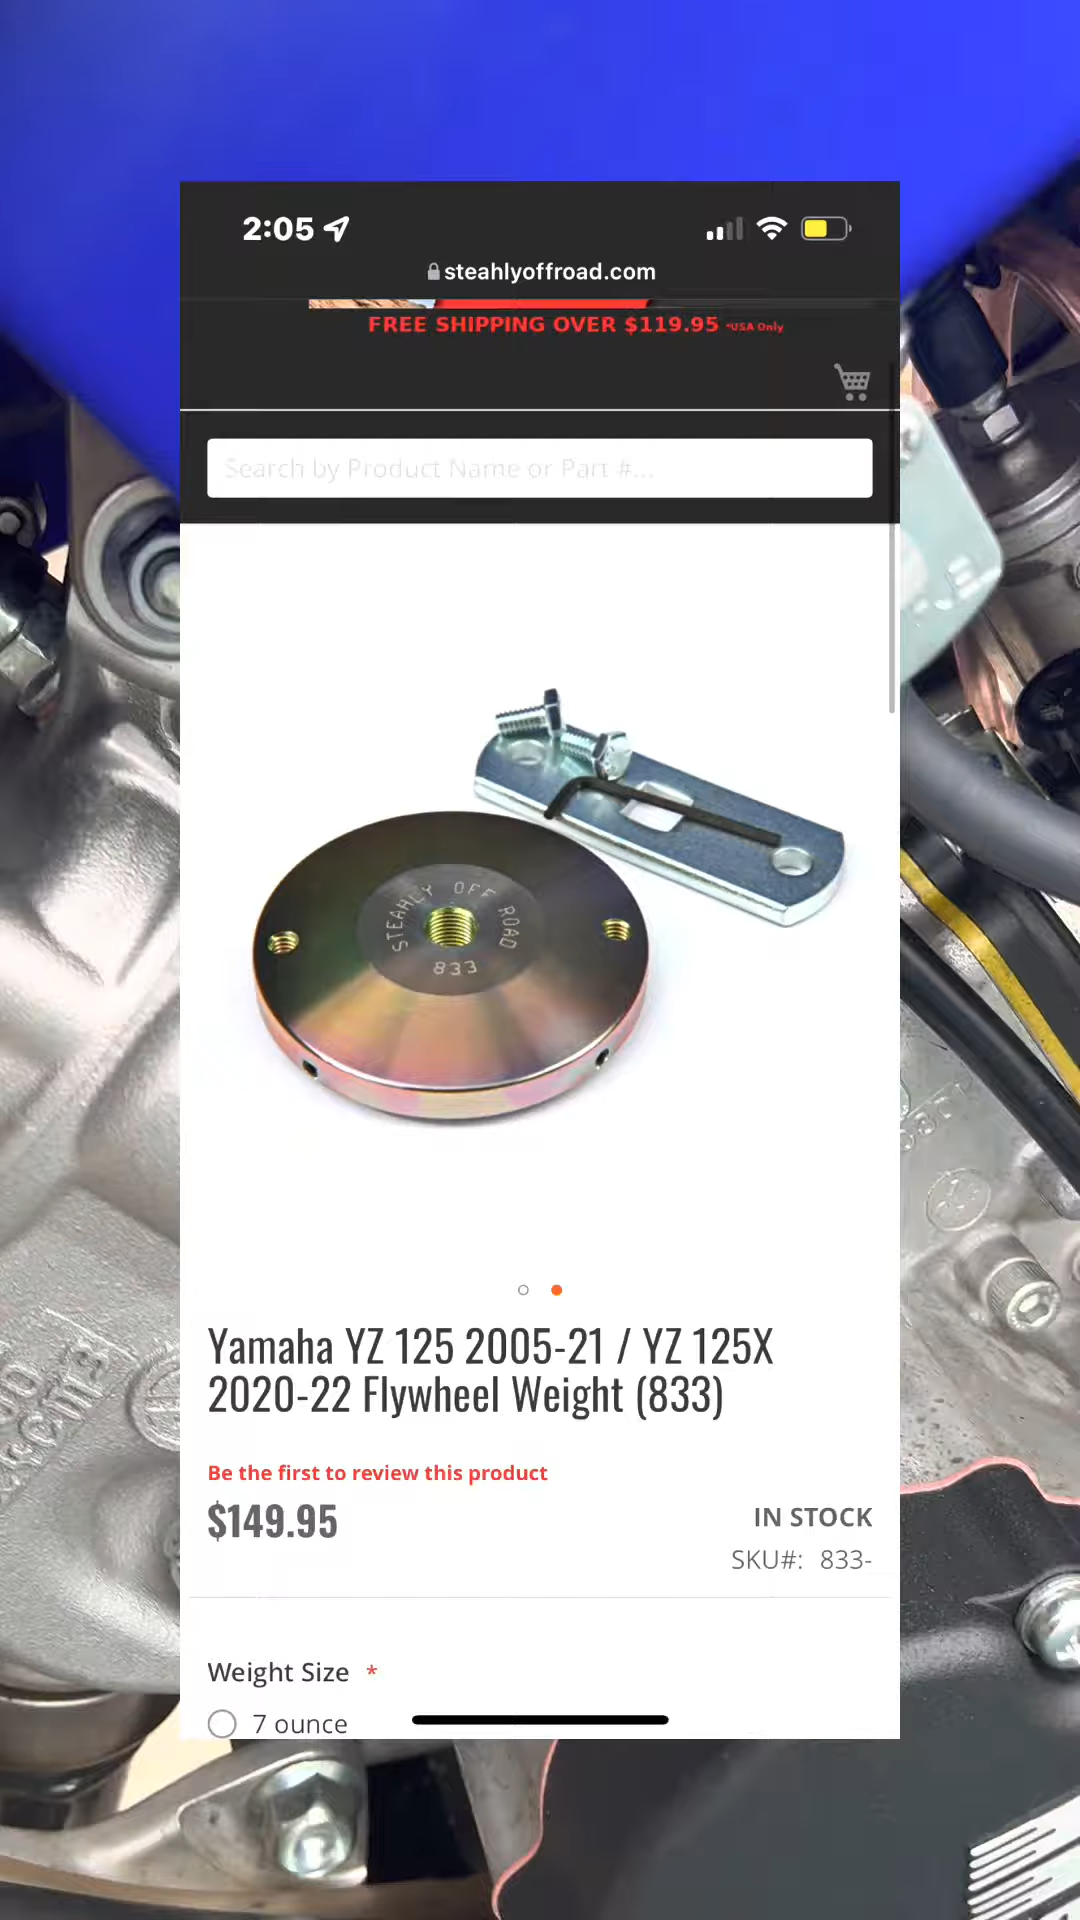 2:05
steahlyoffroad.com
FREE SHIPPING OVER $119.95 *USA Only
Search by Product Name or Part #...
STEAHLY OFF ROAD
833
Yamaha YZ 125 2005-21 / YZ 125X
2020-22 Flywheel Weight (833)
Be the first to review this product
$149.95
IN STOCK
SKU#: 833-
Weight Size *
7 ounce